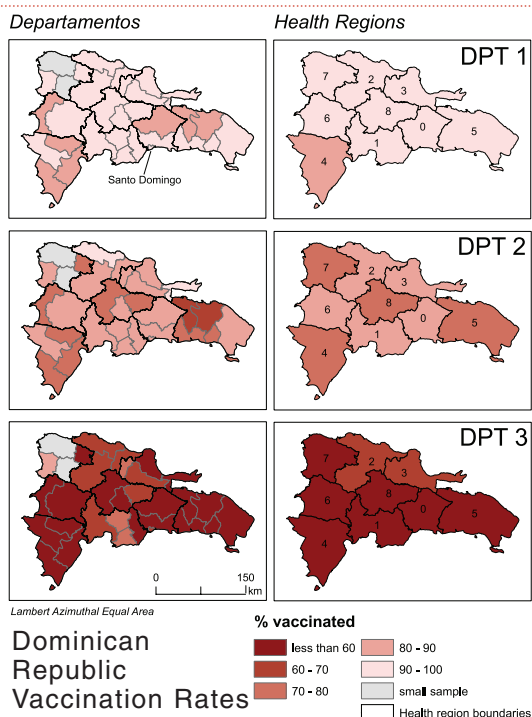 Departamentos
Health Regions
DPT 1
Santo Domingo
7
2
3
6
8
0
5
1
4
DPT 2
7
2
3
6
8
0
5
1
4
DPT 3
7
2
3
6
8
0
5
1
4
0 150
km
Lambert Azimuthal Equal Area
Dominican
Republic
Vaccination Rates
% vaccinated
less than 60
60 - 70
70 - 80
80 - 90
90 - 100
small sample
Health region boundaries